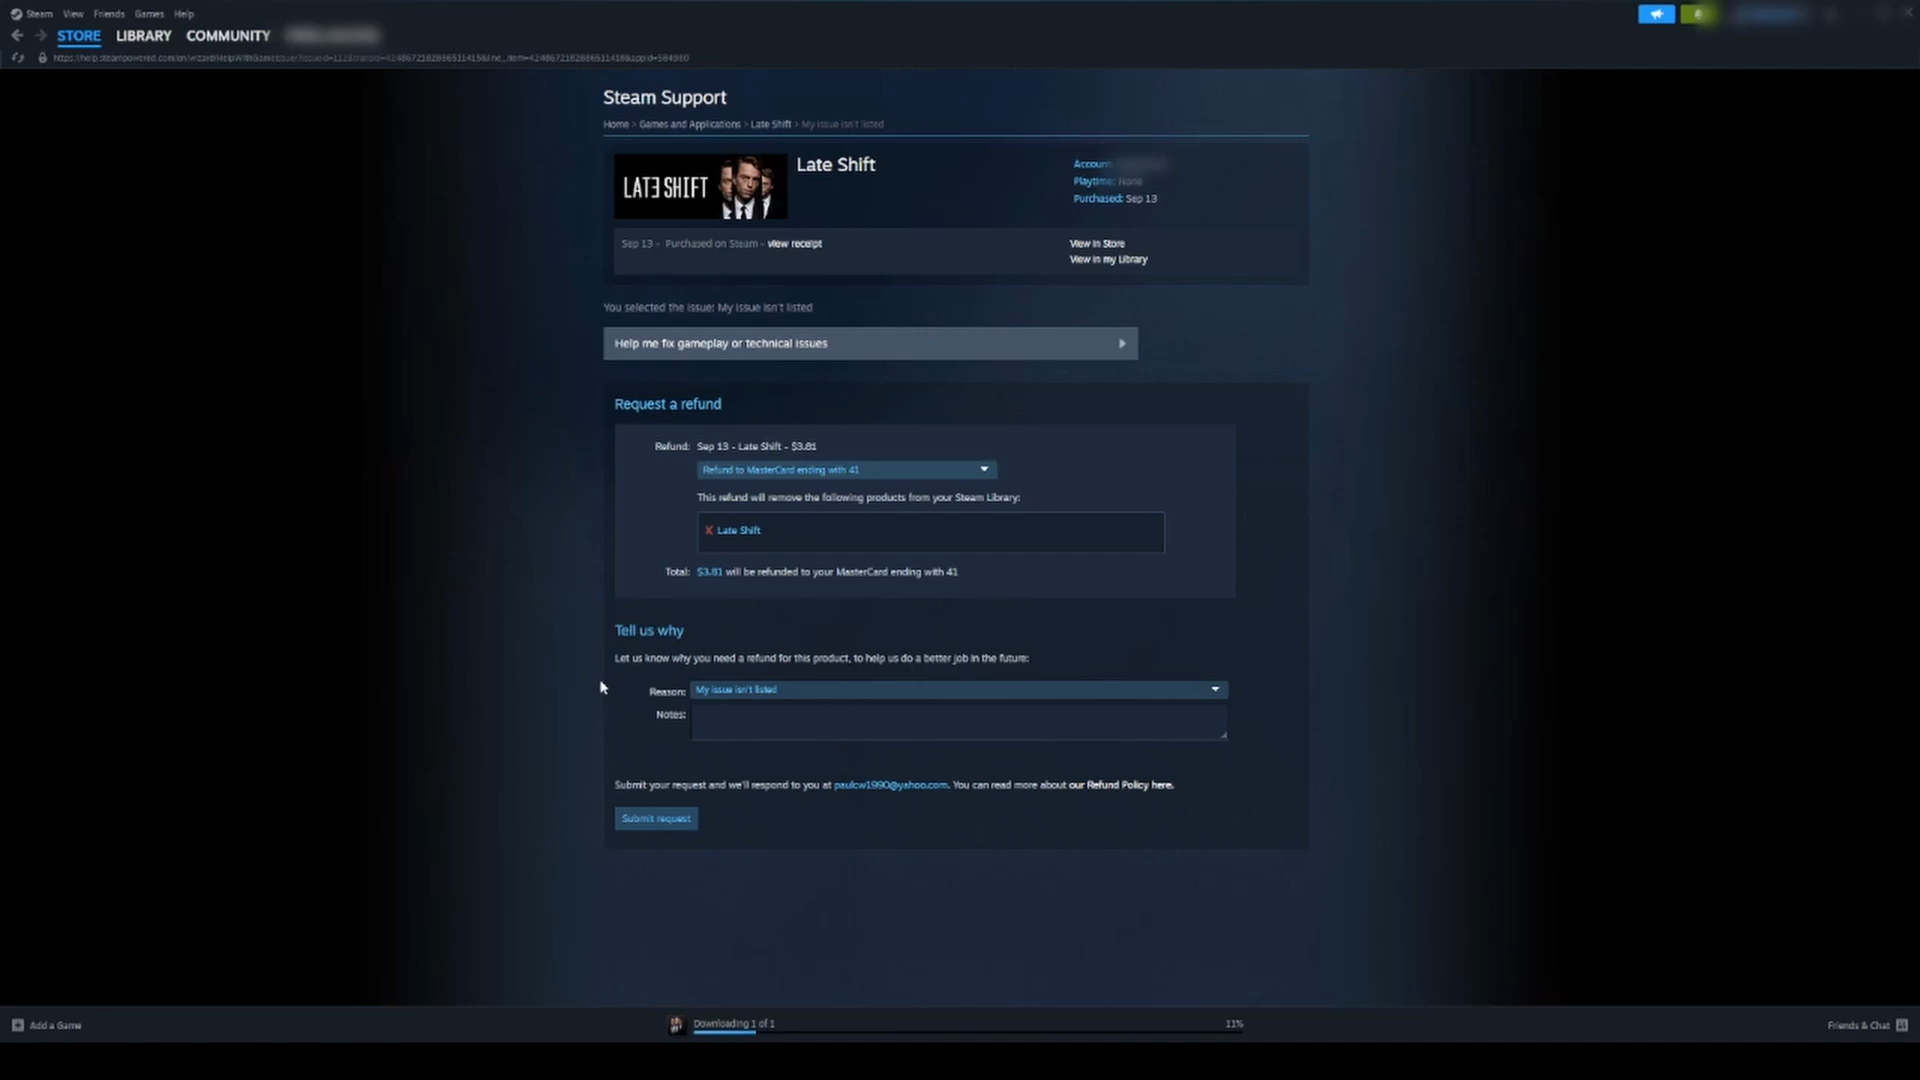 Steam View Friends Games Help
STORE LIBRARY COMMUNITY
Steam Support
Home > Games and Applications > Late Shift > My issue isn't listed
LATE SHIFT
Late Shift
Account:
Playtime: None
Purchased: Sep 13
Sep 13 - Purchased on Steam - view receipt
View in Store
View in my Library
You selected the issue: My issue isn't listed
Help me fix gameplay or technical issues
Request a refund
Refund: Sep 13 - Late Shift - $3.81
Refund to MasterCard ending with 41
This refund will remove the following products from your Steam Library:
X Late Shift
Total: $3.81 will be refunded to your MasterCard ending with 41
Tell us why
Let us know why you need a refund for this product, to help us do a better job in the future:
Reason: My issue isn't listed
Notes:
Submit your request and we'll respond to you at paulcw1990@yahoo.com. You can read more about our Refund Policy here.
Submit request
Add a Game
Downloading 1 of 1
11%
Friends & Chat